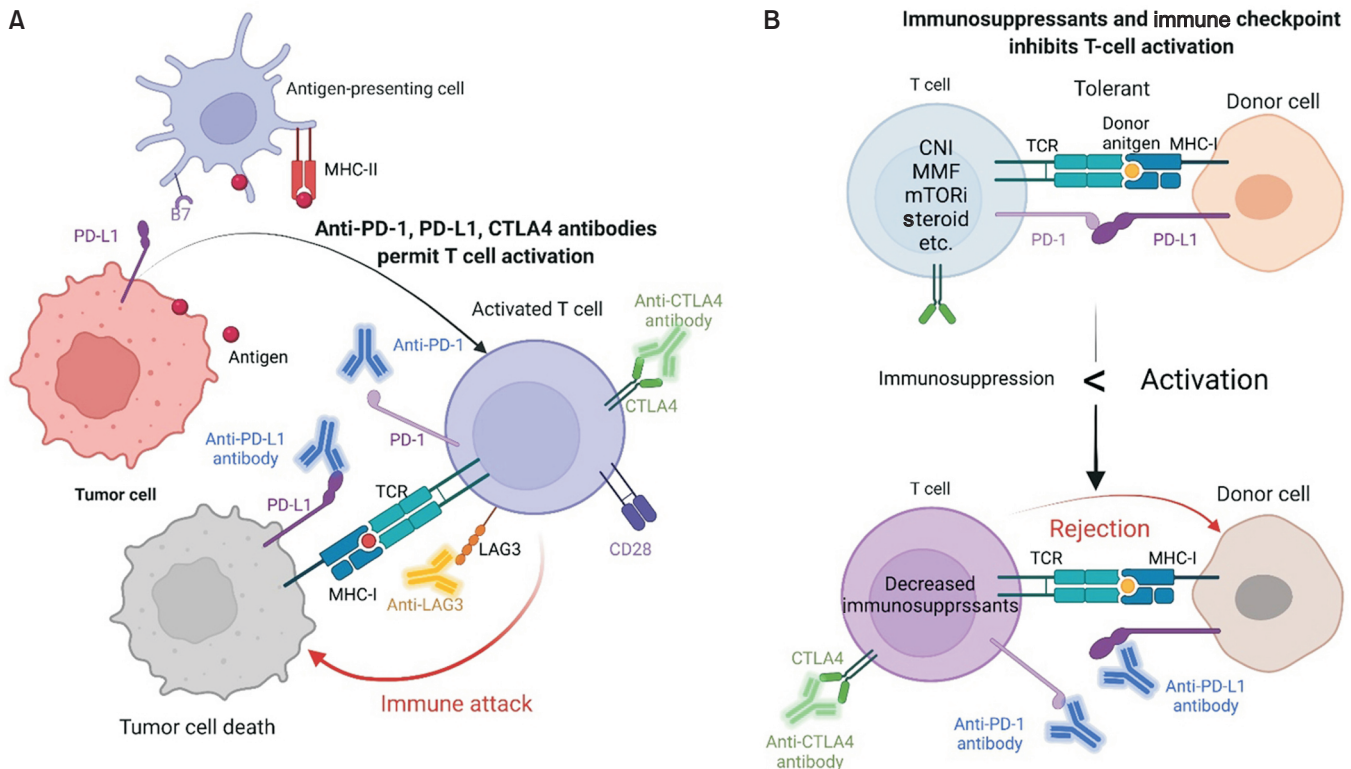 A
Antigen-presenting cell
MHC-II
B7
PD-L1
Anti-PD-1, PD-L1, CTLA4 antibodies
permit T cell activation
Activated T cell
Anti-CTLA4
antibody
Anti-PD-1
Antigen
CTLA4
PD-1
Anti-PD-L1
antibody
Tumor cell
PD-L1
TCR
LAG3
CD28
MHC-I
Anti-LAG3
Immune attack
Tumor cell death
B
Immunosuppressants and immune checkpoint
inhibits T-cell activation
T cell
Tolerant
Donor cell
CNI
MMF
mTORi
steroid
etc.
TCR
Donor
anitgen
MHC-I
PD-1
PD-L1
Immunosuppression < Activation
T cell
Donor cell
Rejection
TCR
MHC-I
Decreased
immunosupprssants
CTLA4
Anti-CTLA4
antibody
Anti-PD-1
antibody
Anti-PD-L1
antibody